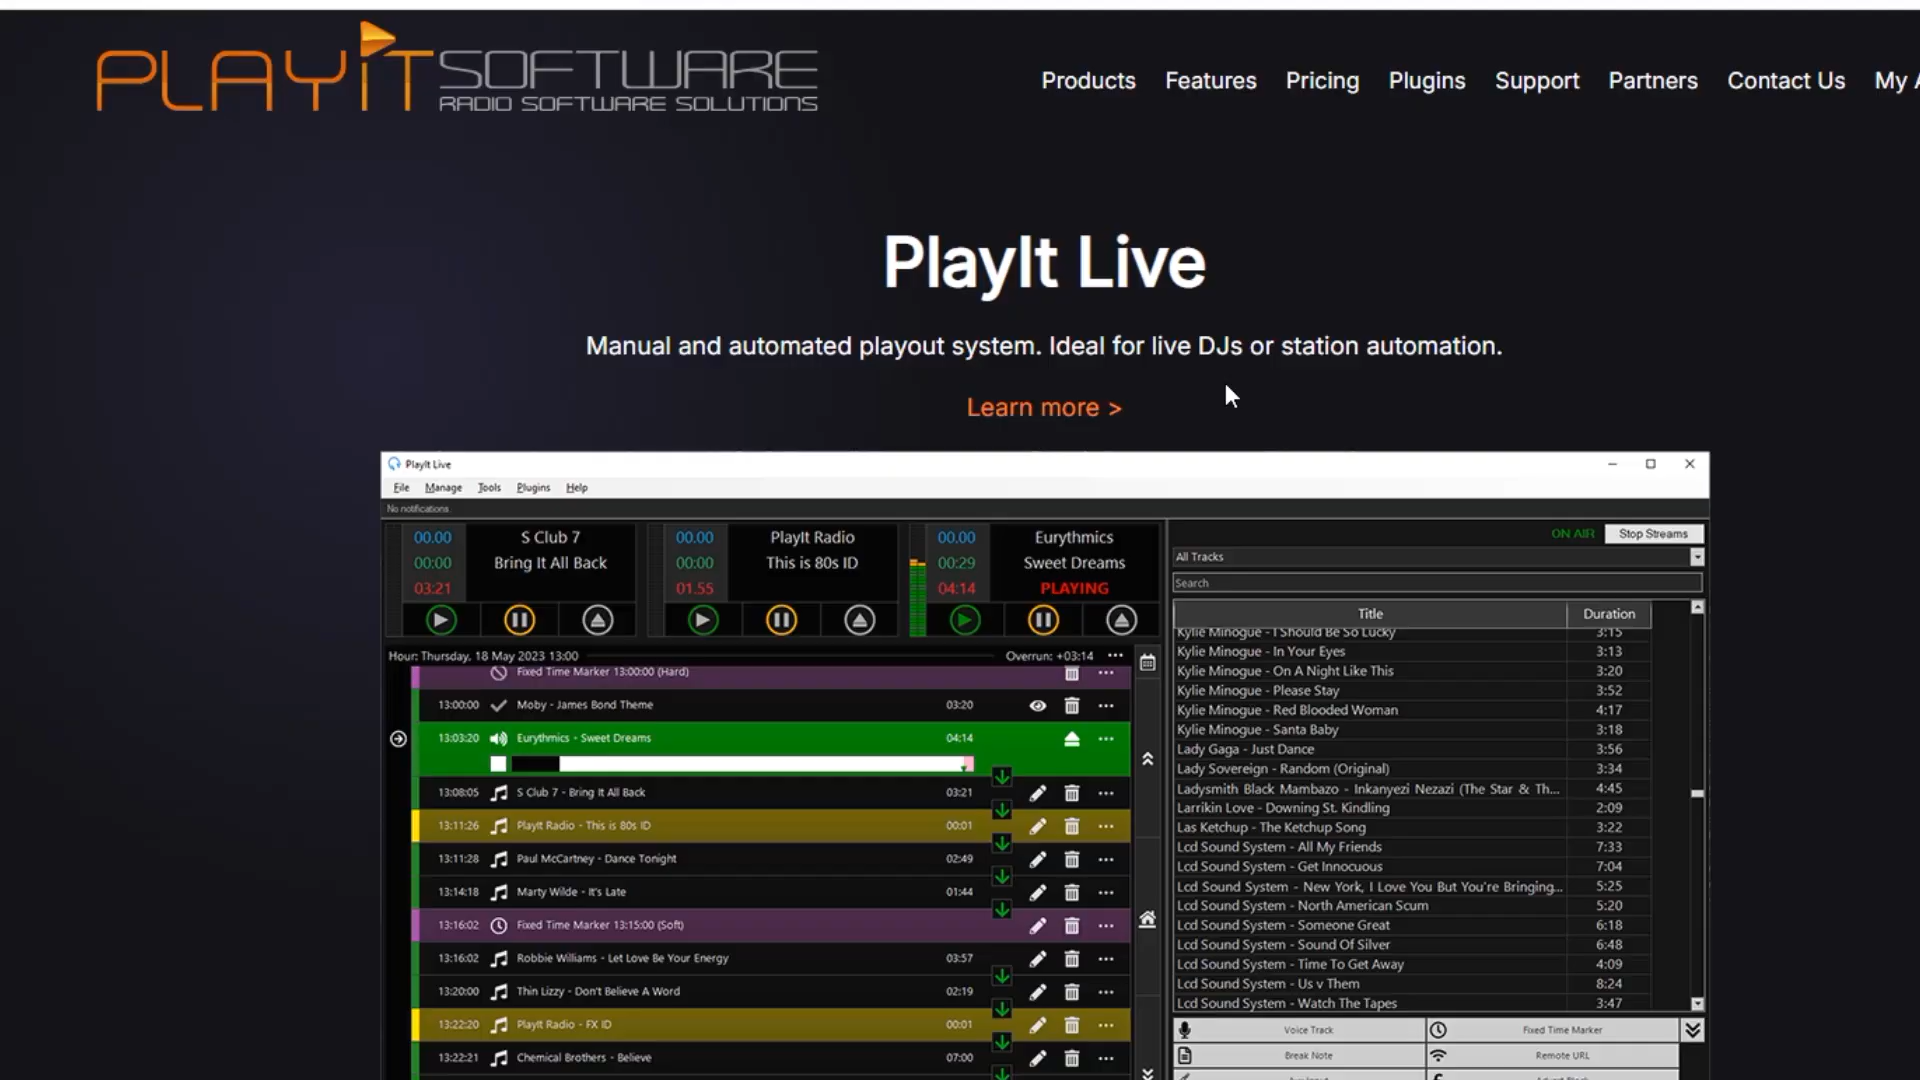 PLAYiT SOFTWARE
RADIO SOFTWARE SOLUTIONS
Products Features Pricing Plugins Support Partners Contact Us My A
PlayIt Live
Manual and automated playout system. Ideal for live DJs or station automation.
Learn more >
PlayIt Live
File Manage Tools Plugins Help
No notifications.
00.00 S Club 7
00:00 Bring It All Back
03:21
00.00 PlayIt Radio
00:00 This is 80s ID
01.55
00.00 Eurythmics
00:29 Sweet Dreams
04:14 PLAYING
Hour: Thursday, 18 May 2023 13:00 Overrun: +03:14
Fixed Time Marker 13:00:00 (Hard)
13:00:00 Moby - James Bond Theme 03:20
13:03:20 Eurythmics - Sweet Dreams 04:14
13:08:05 S Club 7 - Bring It All Back 03:21
13:11:26 PlayIt Radio - This is 80s ID 00:01
13:11:28 Paul McCartney - Dance Tonight 02:49
13:14:18 Marty Wilde - It's Late 01:44
13:16:02 Fixed Time Marker 13:15:00 (Soft)
13:16:02 Robbie Williams - Let Love Be Your Energy 03:57
13:20:00 Thin Lizzy - Don't Believe A Word 02:19
13:22:20 PlayIt Radio - FX ID 00:01
13:22:21 Chemical Brothers - Believe 07:00
ON AIR Stop Streams
All Tracks
Search
Title Duration
Kylie Minogue - I Should Be So Lucky 3:15
Kylie Minogue - In Your Eyes 3:13
Kylie Minogue - On A Night Like This 3:20
Kylie Minogue - Please Stay 3:52
Kylie Minogue - Red Blooded Woman 4:17
Kylie Minogue - Santa Baby 3:18
Lady Gaga - Just Dance 3:56
Lady Sovereign - Random (Original) 3:34
Ladysmith Black Mambazo - Inkanyezi Nezazi (The Star & Th... 4:45
Larrikin Love - Downing St. Kindling 2:09
Las Ketchup - The Ketchup Song 3:22
Lcd Sound System - All My Friends 7:33
Lcd Sound System - Get Innocuous 7:04
Lcd Sound System - New York, I Love You But You're Bringing... 5:25
Lcd Sound System - North American Scum 5:20
Lcd Sound System - Someone Great 6:18
Lcd Sound System - Sound Of Silver 6:48
Lcd Sound System - Time To Get Away 4:09
Lcd Sound System - Us v Them 8:24
Lcd Sound System - Watch The Tapes 3:47
Voice Track Fixed Time Marker
Break Note Remote URL